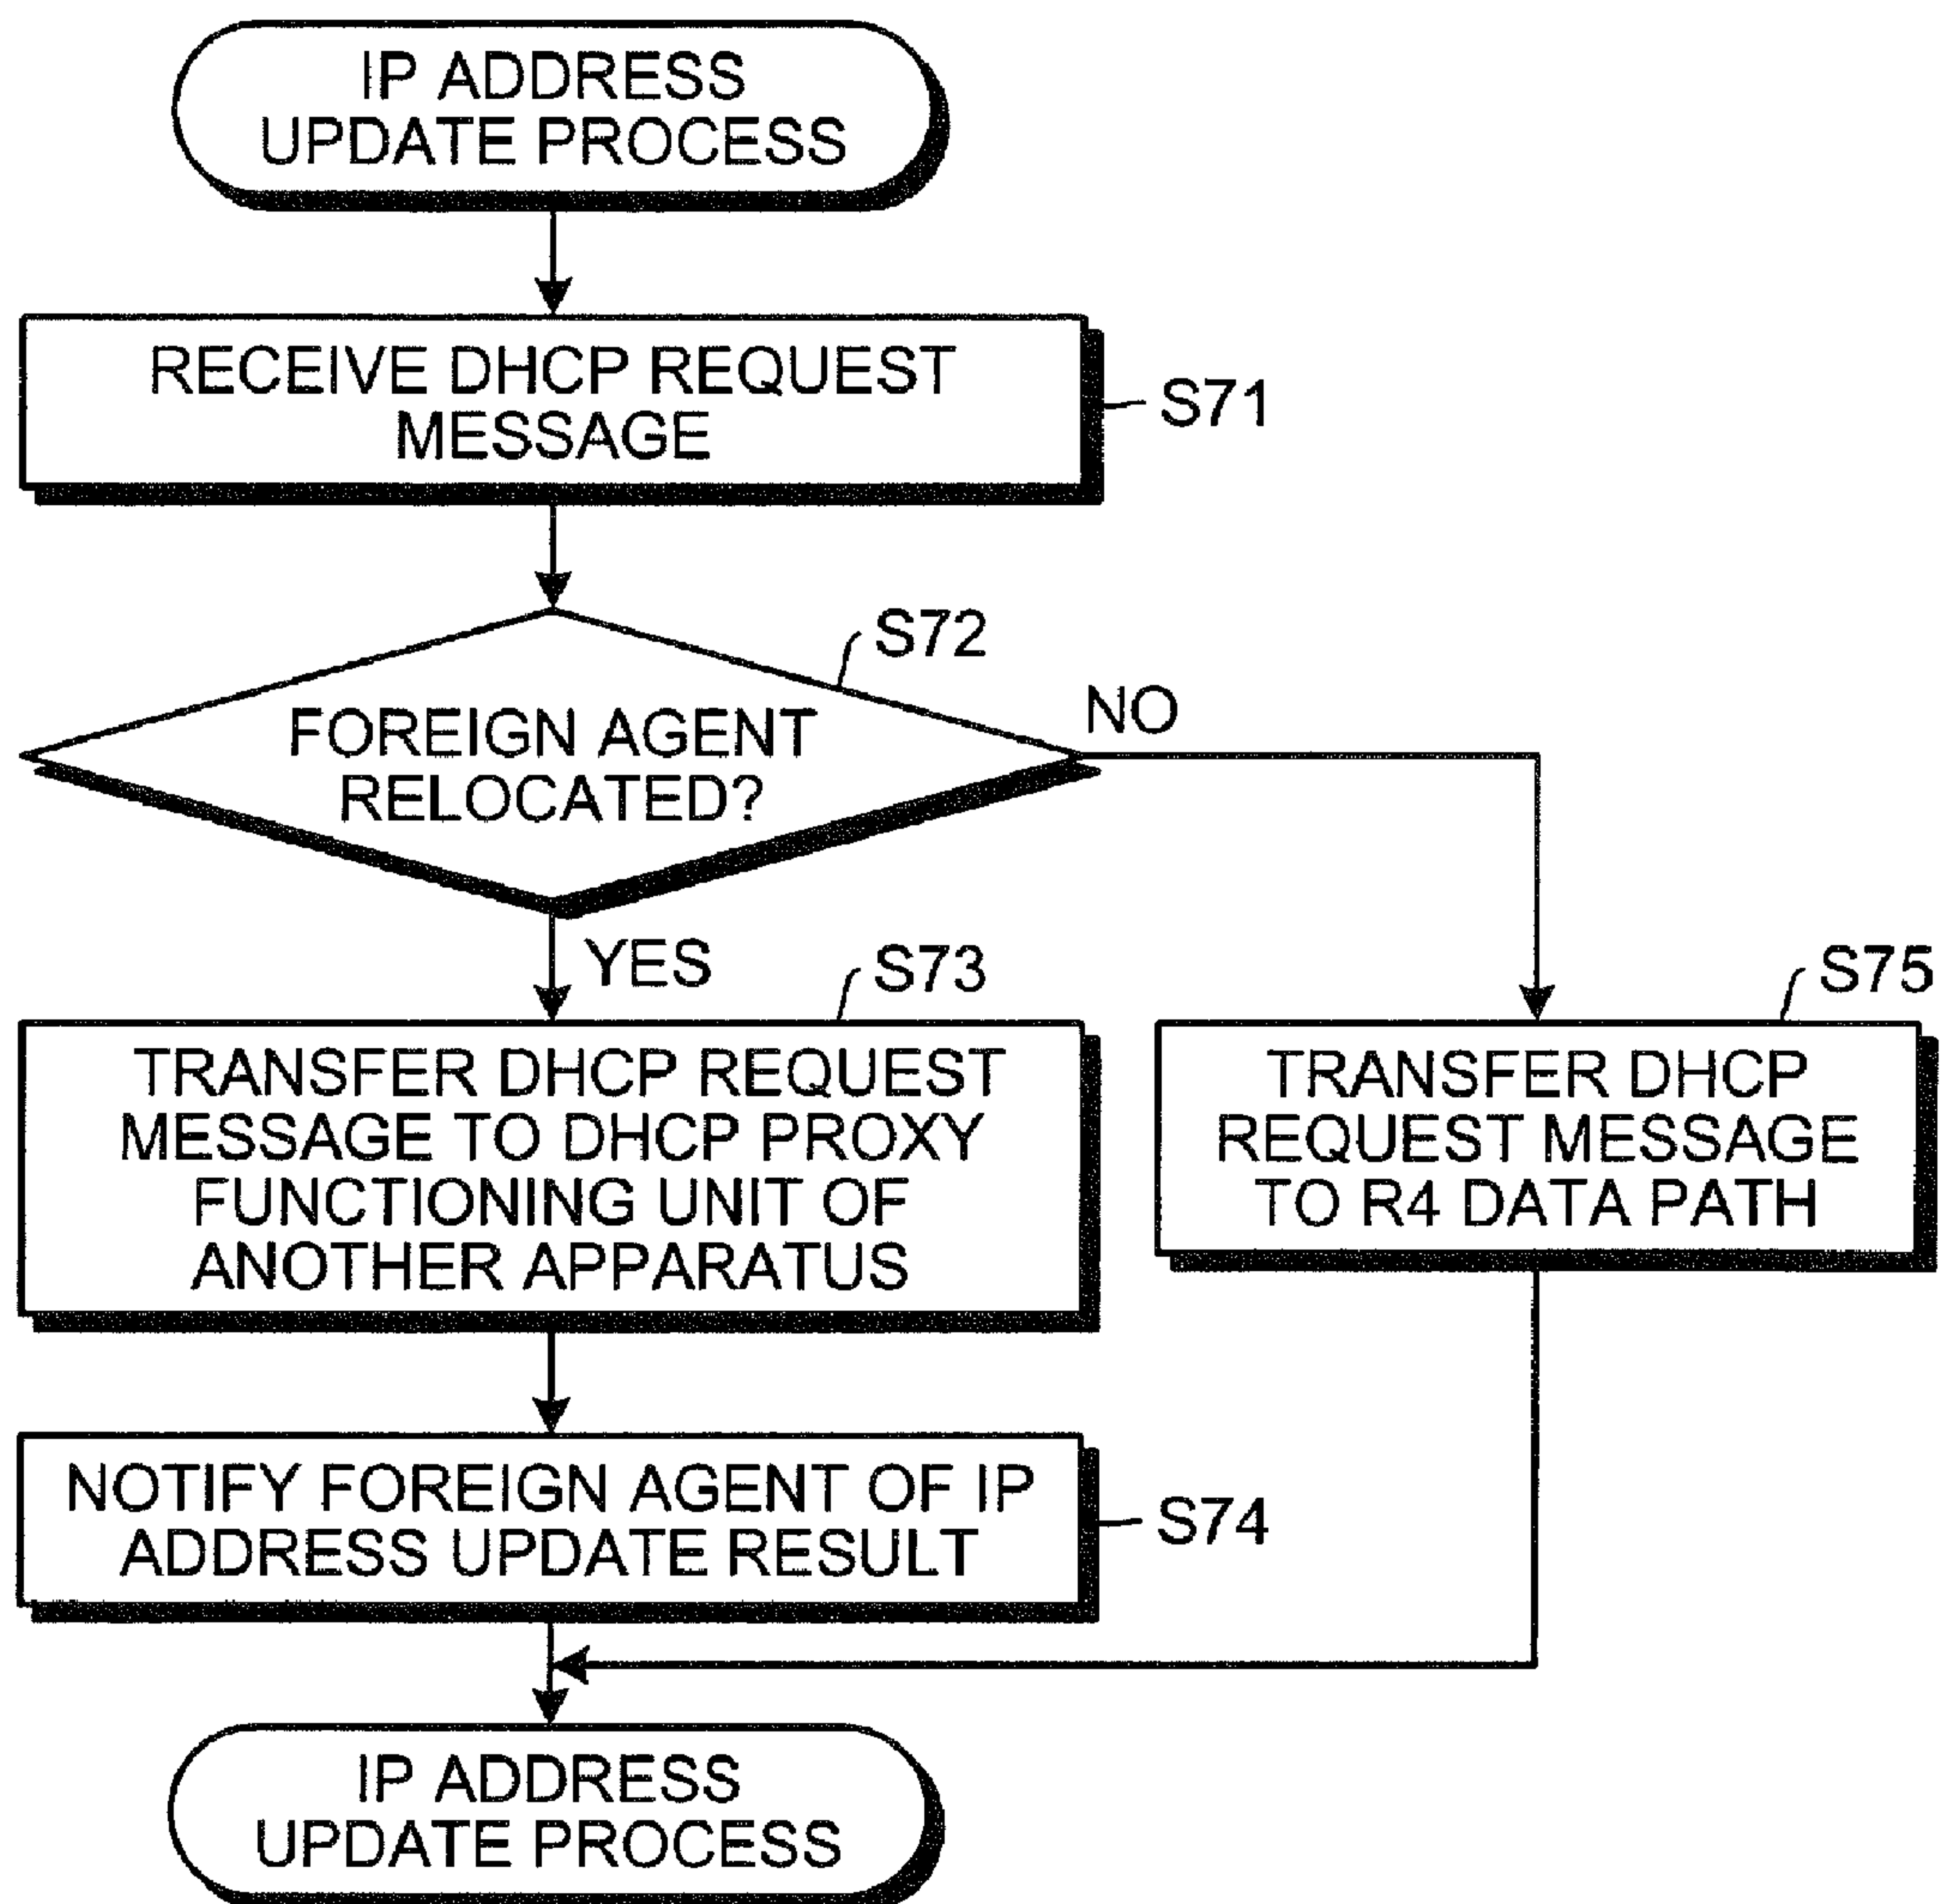 IP ADDRESS
UPDATE PROCESS
RECEIVE DHCP REQUEST
MESSAGE
S71
S72
FOREIGN AGENT
RELOCATED?
NO
YES
S73
TRANSFER DHCP REQUEST
MESSAGE TO DHCP PROXY
FUNCTIONING UNIT OF
ANOTHER APPARATUS
S75
TRANSFER DHCP
REQUEST MESSAGE
TO R4 DATA PATH
NOTIFY FOREIGN AGENT OF IP
ADDRESS UPDATE RESULT
S74
IP ADDRESS
UPDATE PROCESS